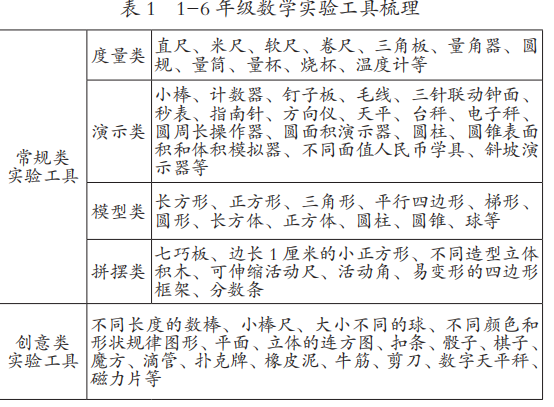 表 1　1-6 年级数学实验工具梳理
常规类
实验工具
度量类
直尺、米尺、软尺、卷尺、三角板、量角器、圆
规、量筒、量杯、烧杯、温度计等
演示类
小棒、计数器、钉子板、毛线、三针联动钟面、
秒表、指南针、方向仪、天平、台秤、电子秤、
圆周长操作器、圆面积演示器、圆柱、圆锥表面
积和体积模拟器、不同面值人民币学具、斜坡演
示器等
模型类
长方形、正方形、三角形、平行四边形、梯形、
圆形、长方体、正方体、圆柱、圆锥、球等
拼摆类
七巧板、边长 1 厘米的小正方形、不同造型立体
积木、可伸缩活动尺、活动角、易变形的四边形
框架、分数条
创意类
实验工具
不同长度的数棒、小棒尺、大小不同的球、不同颜色和
形状规律图形、平面、立体的连方图、扣条、骰子、棋子、
魔方、滴管、扑克牌、橡皮泥、牛筋、剪刀、数字天平秤、
磁力片等